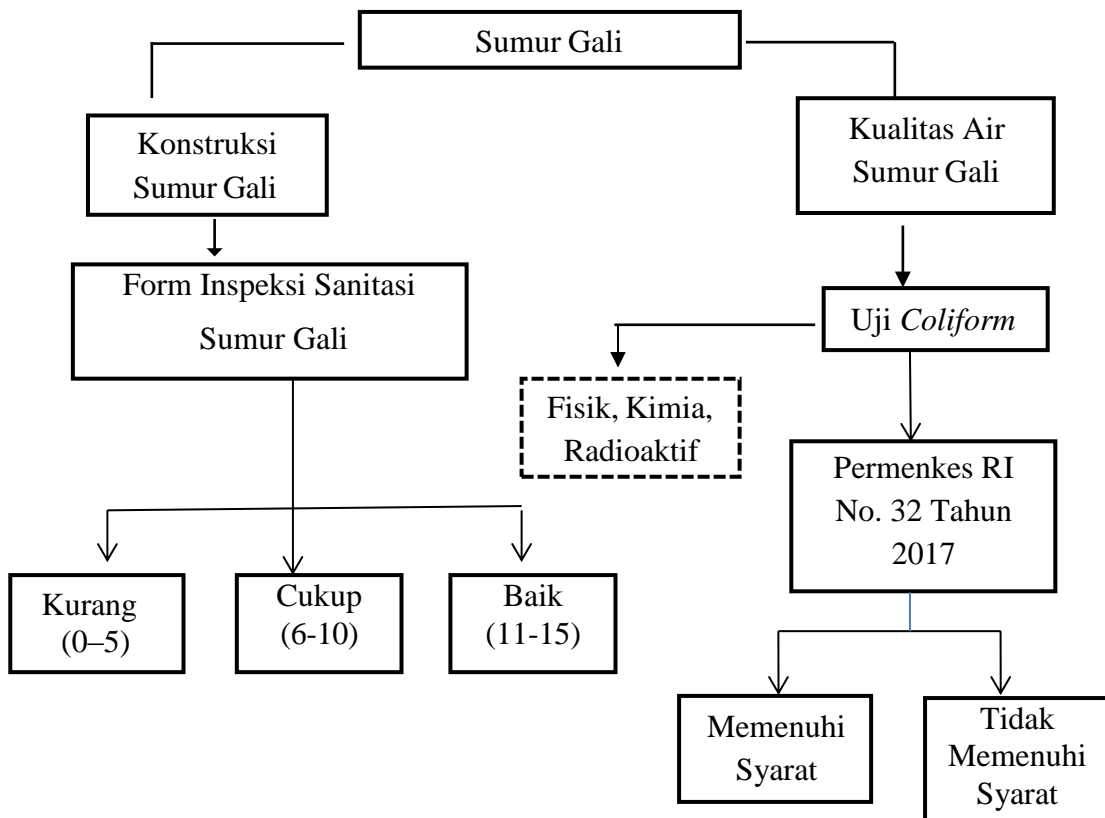 Sumur Gali
Konstruksi
Sumur Gali
Kualitas Air
Sumur Gali
Form Inspeksi Sanitasi
Sumur Gali
Uji Coliform
Fisik, Kimia,
Radioaktif
Permenkes RI
No. 32 Tahun
2017
Kurang
(0–5)
Cukup
(6-10)
Baik
(11-15)
Memenuhi
Syarat
Tidak
Memenuhi
Syarat